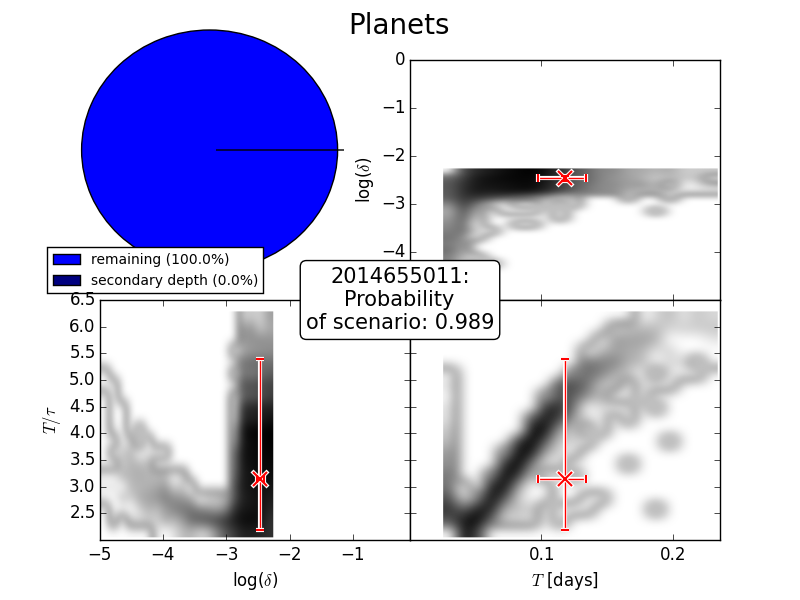 Planets
0
−1
−2
−3
−4
log(δ)
remaining (100.0%)
secondary depth (0.0%)
2014655011:
Probability
of scenario: 0.989
6.5
6.0
5.5
5.0
4.5
4.0
3.5
3.0
2.5
T/τ
−5 −4 −3 −2 −1
log(δ)
0.1 0.2
T [days]